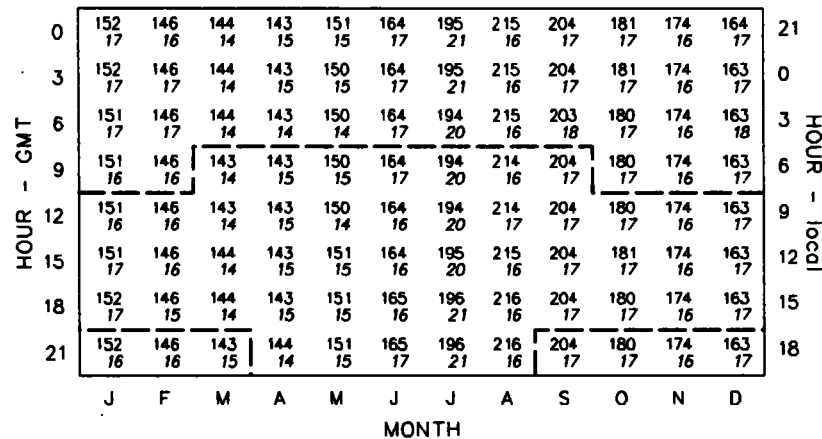 0 152 146 144 143 151 164 195 215 204 181 174 164 21
17 16 14 15 15 17 21 16 17 17 16 17
3 152 146 144 143 150 164 195 215 204 181 174 163 0
17 17 14 15 15 17 21 16 17 17 16 17
6 151 146 144 143 150 164 194 215 203 180 174 163 3
17 17 14 14 14 17 20 16 18 17 16 18
9 151 146 143 143 150 164 194 214 204 180 174 163 6
16 16 14 15 15 17 20 16 17 17 16 17
12 151 146 143 143 150 164 194 214 204 180 174 163 9
16 16 14 15 14 16 20 17 17 17 16 17
15 151 146 144 143 151 164 195 215 204 181 174 163 12
17 16 14 15 15 16 20 16 17 17 16 17
18 152 146 144 143 151 165 196 216 204 180 174 163 15
17 15 14 15 15 16 21 16 17 17 16 17
21 152 146 143 144 151 165 196 216 204 180 174 163 18
16 16 15 14 15 17 21 16 17 17 16 17
J F M A M J J A S O N D
MONTH
HOUR - GMT
HOUR - local